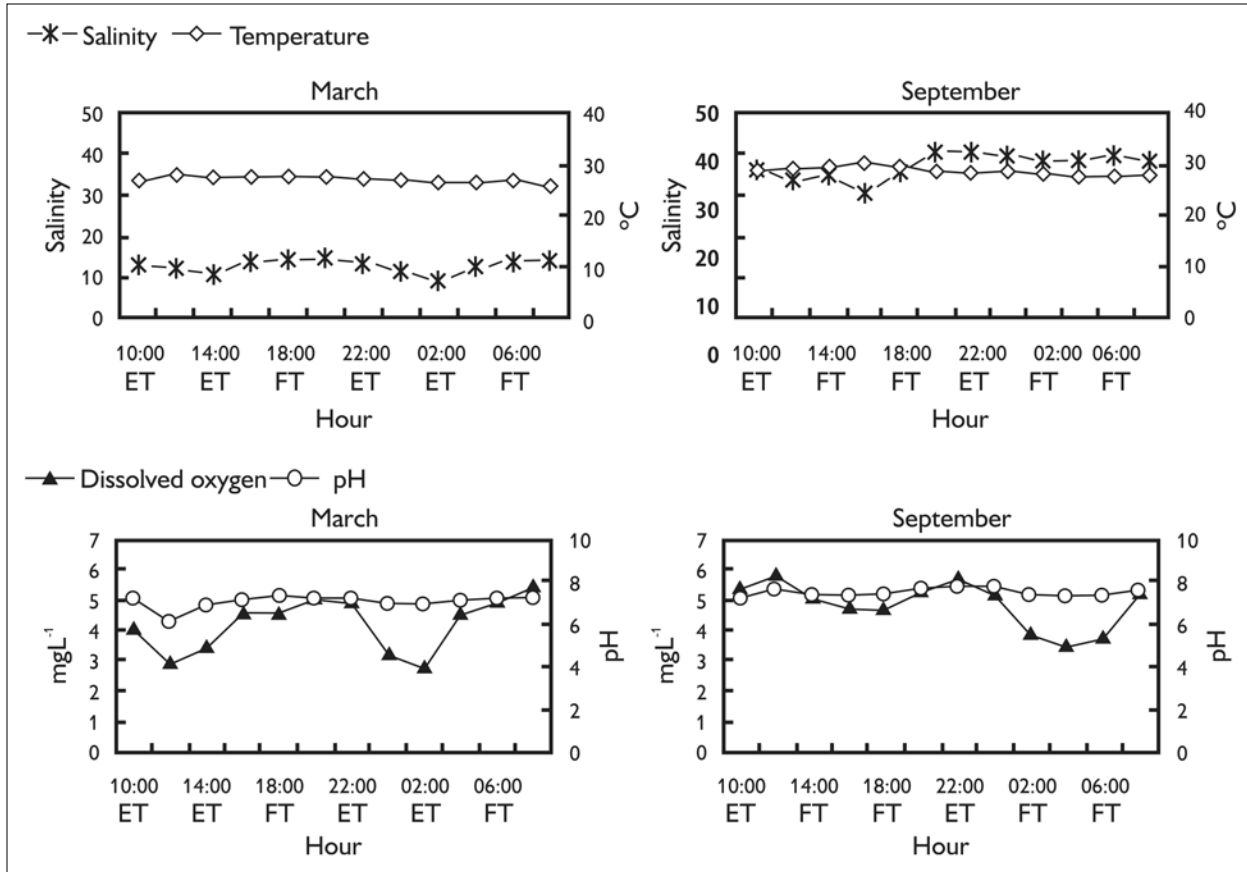 Salinity Temperature
March
50
40
30
20
10
0
Salinity
40
30
20
10
0
°C
10:00 14:00 18:00 22:00 02:00 06:00
ET ET FT ET ET FT
Hour
September
50
40
30
20
10
0
Salinity
40
30
20
10
0
°C
10:00 14:00 18:00 22:00 02:00 06:00
ET FT FT ET FT FT
Hour
Dissolved oxygen pH
March
7
6
5
4
3
2
1
0
mgL⁻¹
10
8
6
4
2
0
pH
10:00 14:00 18:00 22:00 02:00 06:00
ET ET FT ET ET FT
Hour
September
7
6
5
4
3
2
1
0
mgL⁻¹
10
8
6
4
2
0
pH
10:00 14:00 18:00 22:00 02:00 06:00
ET FT FT ET FT FT
Hour